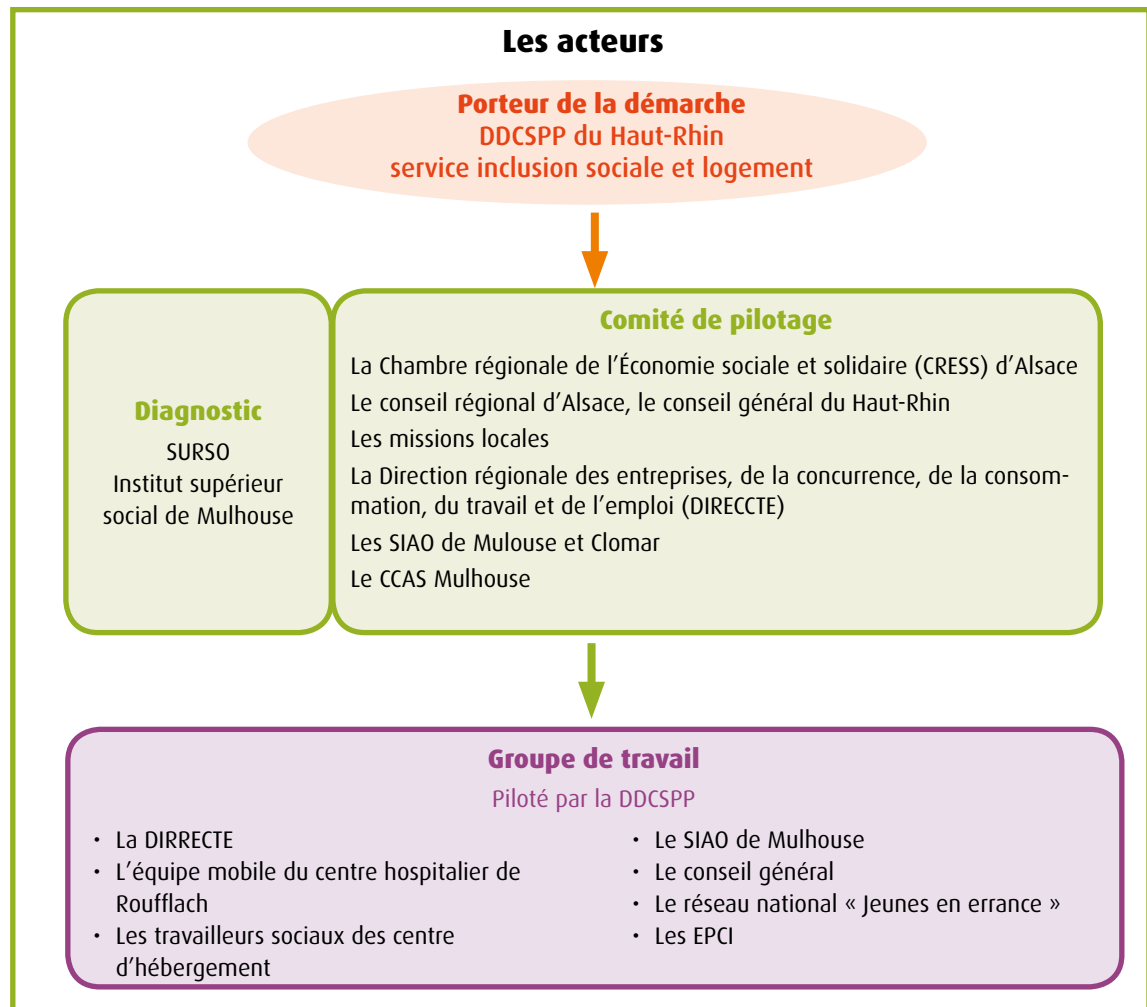 Les acteurs
Porteur de la démarche
DDCSPP du Haut-Rhin
service inclusion sociale et logement
Diagnostic
SURSO
Institut supérieur
social de Mulhouse
Comité de pilotage
La Chambre régionale de l’Économie sociale et solidaire (CRESS) d’Alsace
Le conseil régional d’Alsace, le conseil général du Haut-Rhin
Les missions locales
La Direction régionale des entreprises, de la concurrence, de la consom-
mation, du travail et de l’emploi (DIRECCTE)
Les SIAO de Mulouse et Clomar
Le CCAS Mulhouse
Groupe de travail
Piloté par la DDCSPP
• La DIRRECTE
• L’équipe mobile du centre hospitalier de
Roufflach
• Les travailleurs sociaux des centre
d’hébergement
• Le SIAO de Mulhouse
• Le conseil général
• Le réseau national « Jeunes en errance »
• Les EPCI